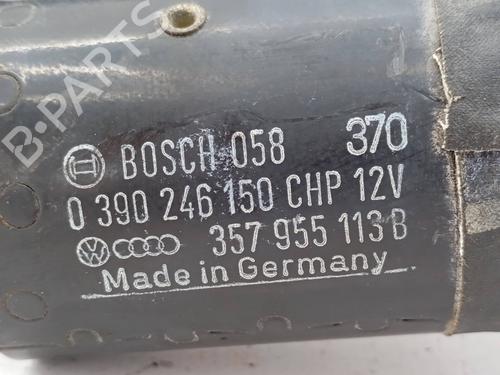 BOSCH 058 370
0 390 246 150 CHP 12V
357 955 113 B
Made in Germany
B-PARTS